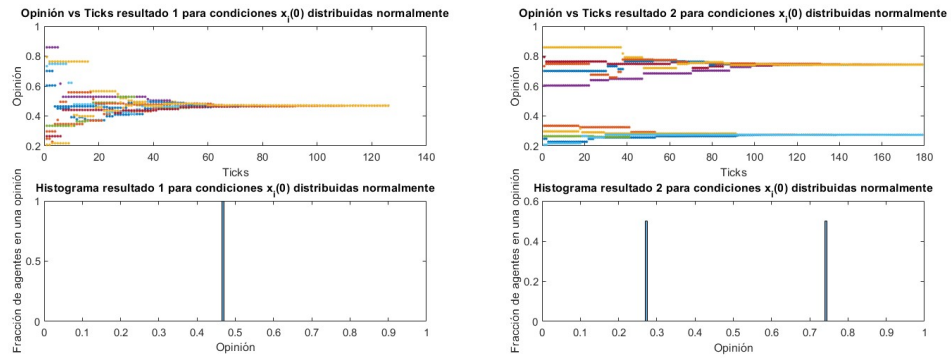 Opinión vs Ticks resultado 1 para condiciones x_i(0) distribuidas normalmente
Opinión
1
0.8
0.6
0.4
0.2
0 20 40 60 80 100 120 140
Ticks
Histograma resultado 1 para condiciones x_i(0) distribuidas normalmente
Fracción de agentes en una opinión
1
0.5
0
0 0.1 0.2 0.3 0.4 0.5 0.6 0.7 0.8 0.9 1
Opinión
Opinión vs Ticks resultado 2 para condiciones x_i(0) distribuidas normalmente
Opinión
1
0.8
0.6
0.4
0.2
0 20 40 60 80 100 120 140 160 180
Ticks
Histograma resultado 2 para condiciones x_i(0) distribuidas normalmente
Fracción de agentes en una opinión
0.6
0.4
0.2
0
0 0.1 0.2 0.3 0.4 0.5 0.6 0.7 0.8 0.9 1
Opinión